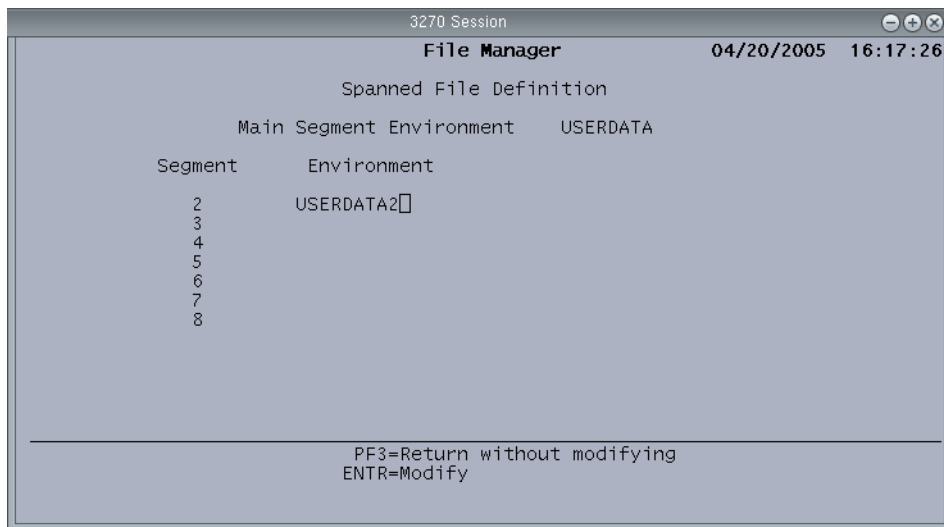 3270 Session
File Manager 04/20/2005 16:17:26
Spanned File Definition
Main Segment Environment USERDATA
Segment Environment
2 USERDATA2
3
4
5
6
7
8
PF3=Return without modifying
ENTR=Modify